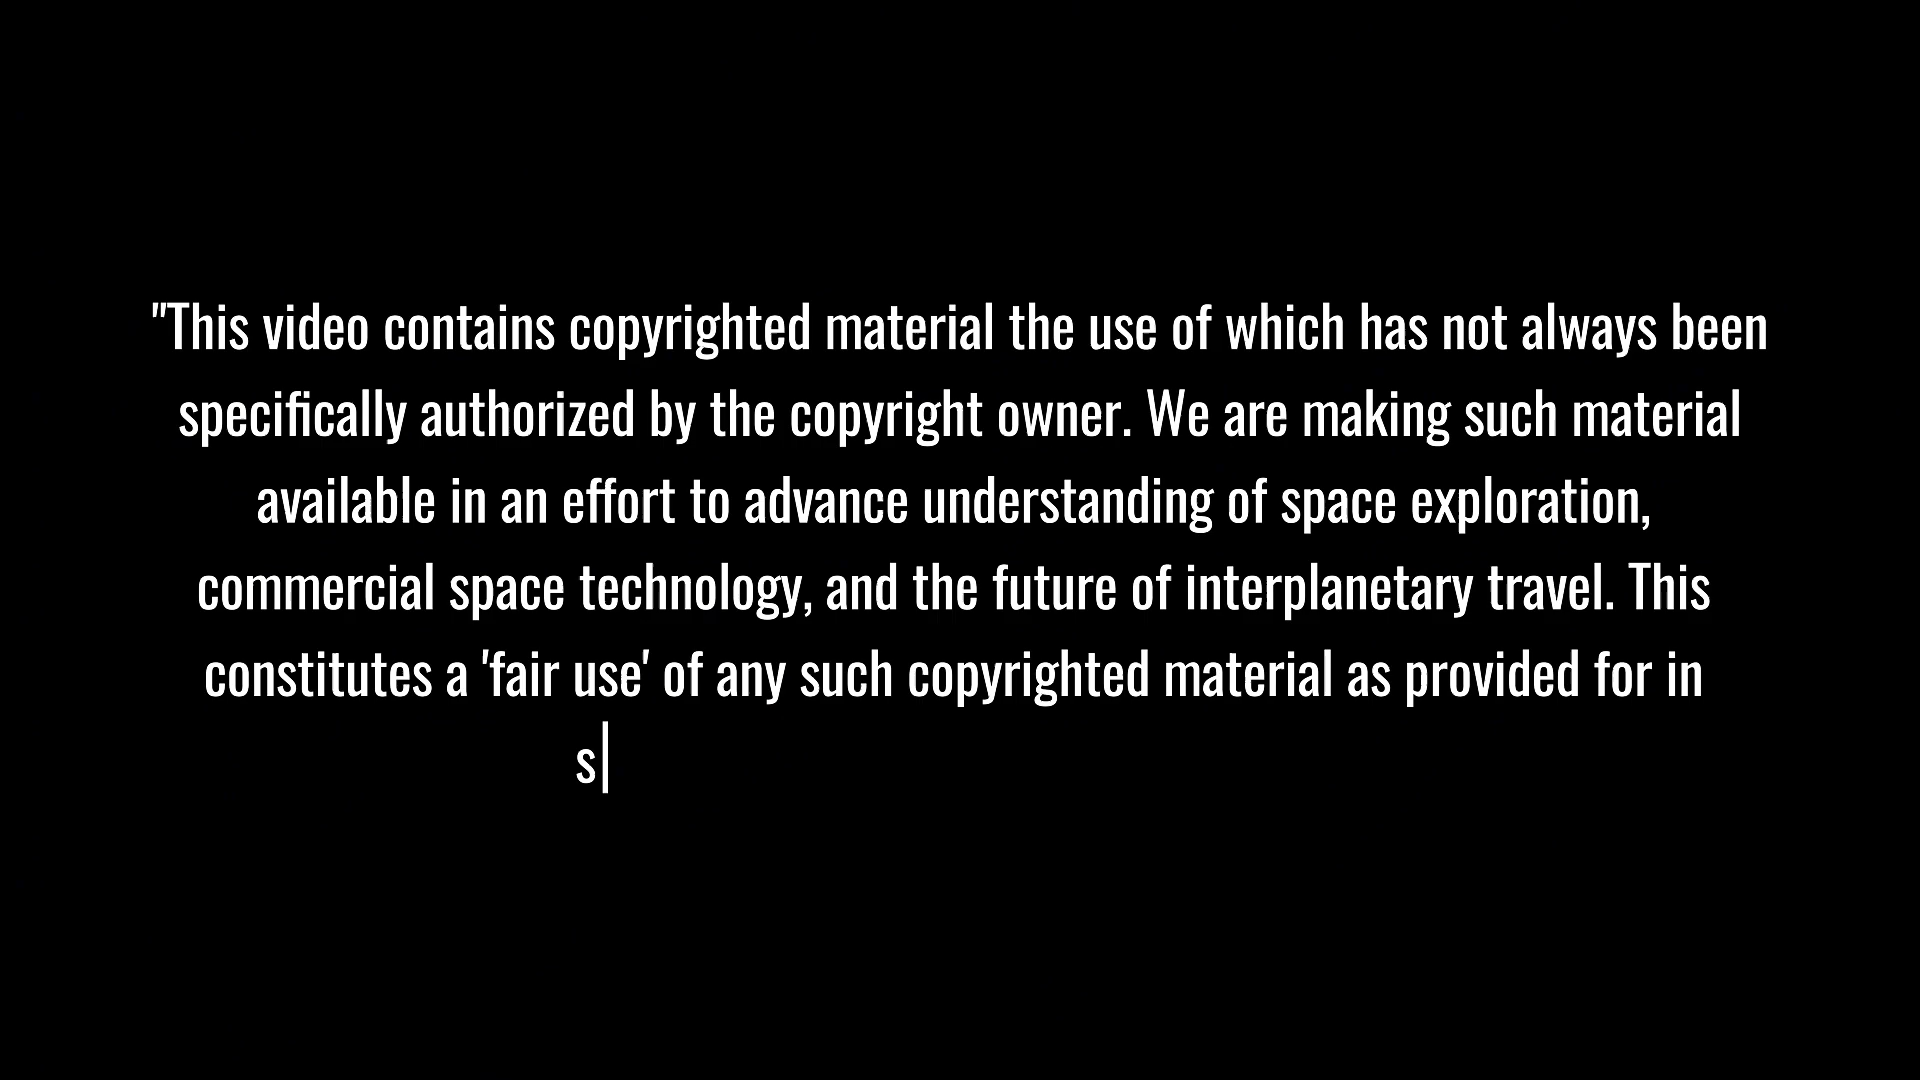 "This video contains copyrighted material the use of which has not always been
specifically authorized by the copyright owner. We are making such material
available in an effort to advance understanding of space exploration,
commercial space technology, and the future of interplanetary travel. This
constitutes a 'fair use' of any such copyrighted material as provided for in
s